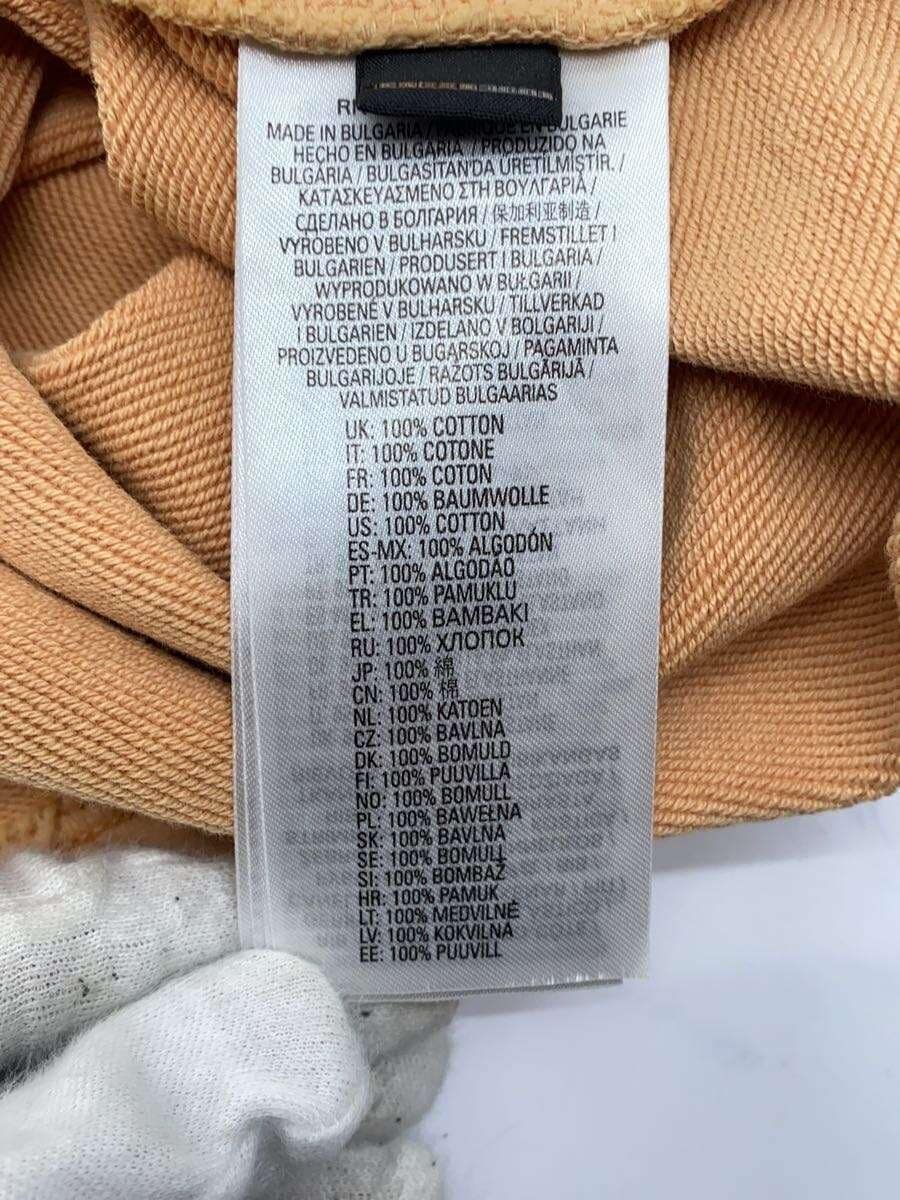 MADE IN BULGARIA / EN BULGARIE
HECHO EN BULGARIA / PRODUZIDO NA
BULGÁRIA / BULGASİTAN'DA ÜRETİLMİŞTİR. /
ΚΑΤΑΣΚΕΥΑΣΜΕΝΟ ΣΤΗ ΒΟΥΛΓΑΡΙΑ /
СДЕЛАНО В БОЛГАРИЯ / 保加利亚制造 /
VYROBENO V BULHARSKU / FREMSTILLET I
BULGARIEN / PRODUSERT I BULGARIA /
WYPRODUKOWANO W BUŁGARII /
VYROBENÉ V BULHARSKU / TILLVERKAD
I BULGARIEN / IZDELANO V BOLGARIJI /
PROIZVEDENO U BUGARSKOJ / PAGAMINTA
BULGARIJOJE / RAŽOTS BULGĀRIJĀ /
VALMISTATUD BULGAARIAS
UK: 100% COTTON
IT: 100% COTONE
FR: 100% COTON
DE: 100% BAUMWOLLE
US: 100% COTTON
ES-MX: 100% ALGODÓN
PT: 100% ALGODÃO
TR: 100% PAMUKLU
EL: 100% ΒΑΜΒΑΚΙ
RU: 100% ХЛОПОК
JP: 100% 綿
CN: 100% 棉
NL: 100% KATOEN
CZ: 100% BAVLNA
DK: 100% BOMULD
FI: 100% PUUVILLA
NO: 100% BOMULL
PL: 100% BAWEŁNA
SK: 100% BAVLNA
SE: 100% BOMULL
SI: 100% BOMBAŽ
HR: 100% PAMUK
LT: 100% MEDVILNĖ
LV: 100% KOKVILNA
EE: 100% PUUVILL